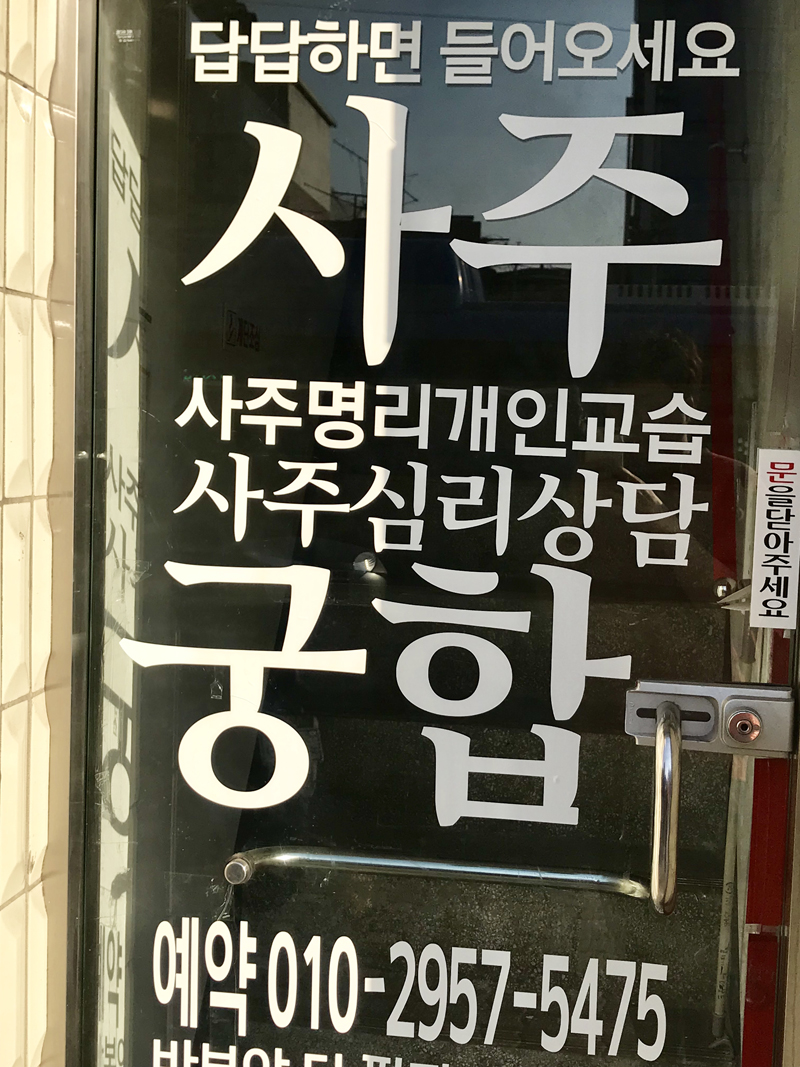 답답하면 들어오세요
사주
사주명리개인교습
사주심리상담
궁합
문을닫아주세요
예약 010-2957-5475